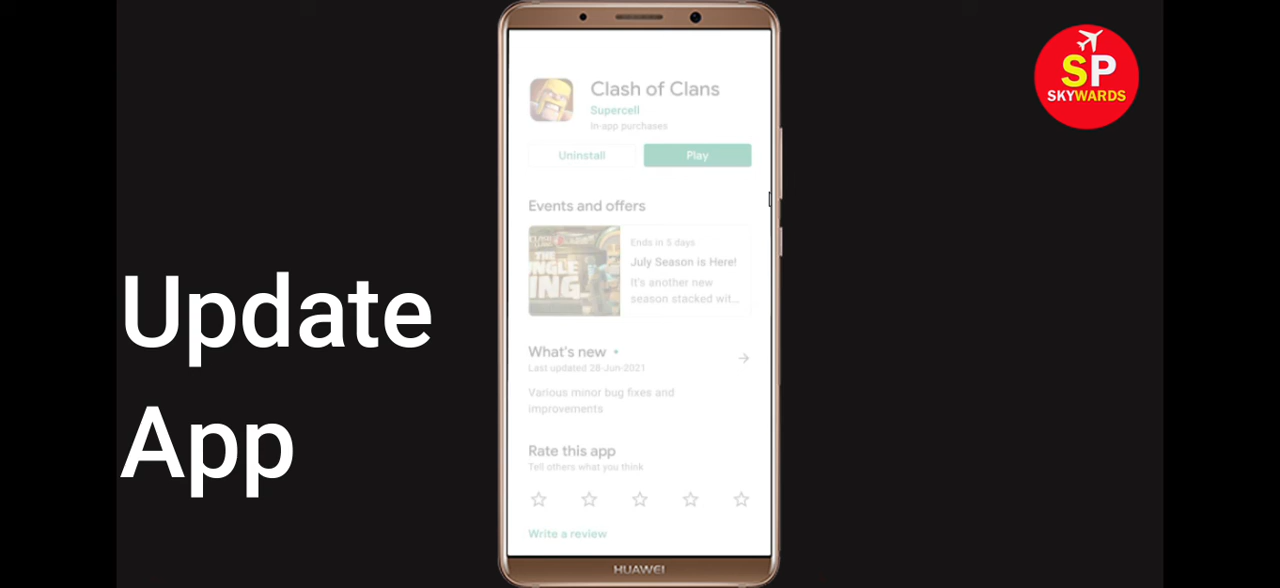 SP
SKYWARDS
Update
App
Clash of Clans
Supercell
In-app purchases
Uninstall
Play
Events and offers
THE
ING
Ends in 5 days
July Season is Here!
It's another new
season stacked wit...
What's new •
Last updated 28-Jun-2021
Various minor bug fixes and
improvements
Rate this app
Tell others what you think
Write a review
HUAWEI